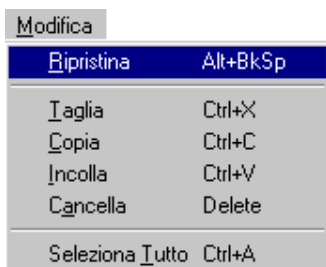 Modifica
Ripristina Alt+BkSp
Taglia Ctrl+X
Copia Ctrl+C
Incolla Ctrl+V
Cancella Delete
Seleziona Tutto Ctrl+A